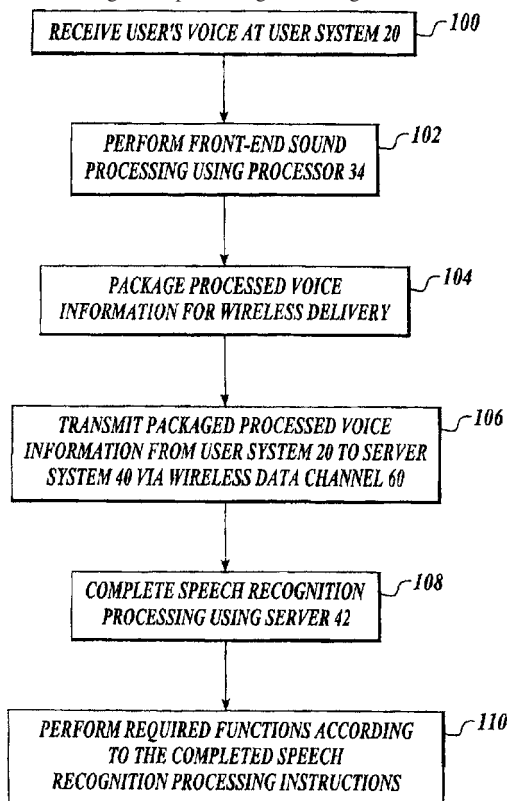 RECEIVE USER'S VOICE AT USER SYSTEM 20
100
PERFORM FRONT-END SOUND
PROCESSING USING PROCESSOR 34
102
PACKAGE PROCESSED VOICE
INFORMATION FOR WIRELESS DELIVERY
104
TRANSMIT PACKAGED PROCESSED VOICE
INFORMATION FROM USER SYSTEM 20 TO SERVER
SYSTEM 40 VIA WIRELESS DATA CHANNEL 60
106
COMPLETE SPEECH RECOGNITION
PROCESSING USING SERVER 42
108
PERFORM REQUIRED FUNCTIONS ACCORDING
TO THE COMPLETED SPEECH
RECOGNITION PROCESSING INSTRUCTIONS
110